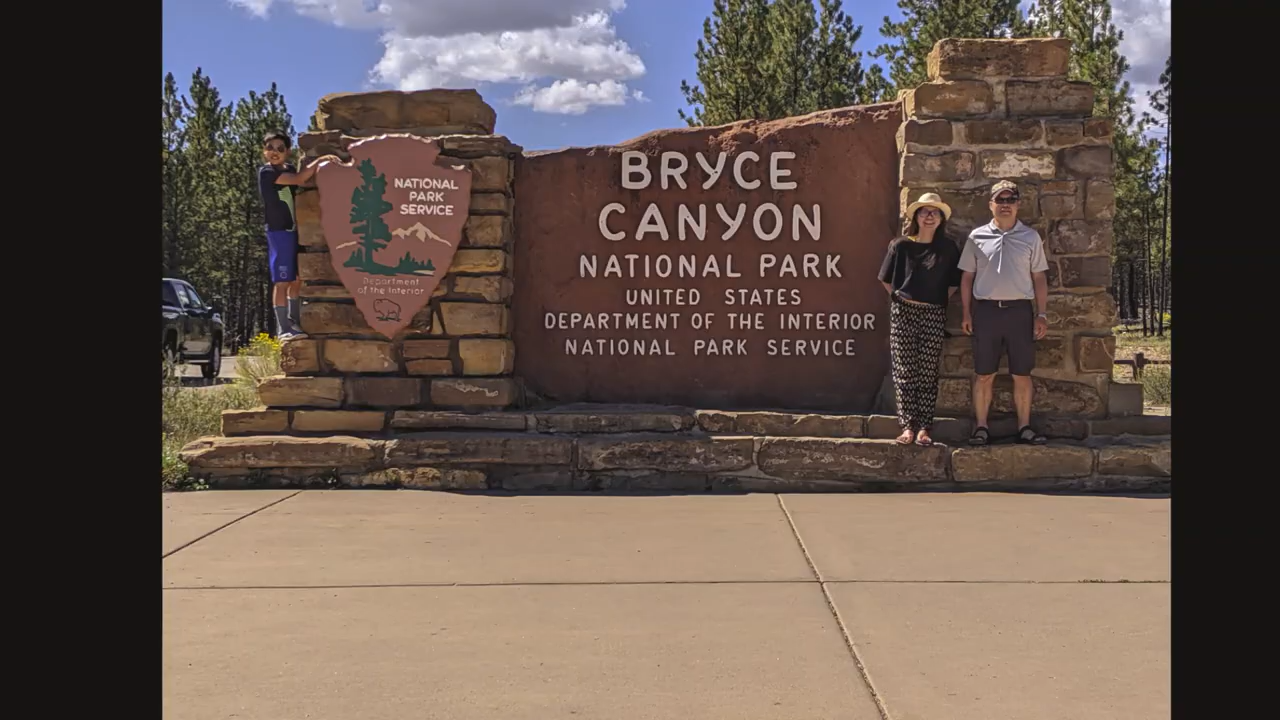 NATIONAL
PARK
SERVICE
Department
of the Interior
BRYCE
CANYON
NATIONAL PARK
UNITED STATES
DEPARTMENT OF THE INTERIOR
NATIONAL PARK SERVICE